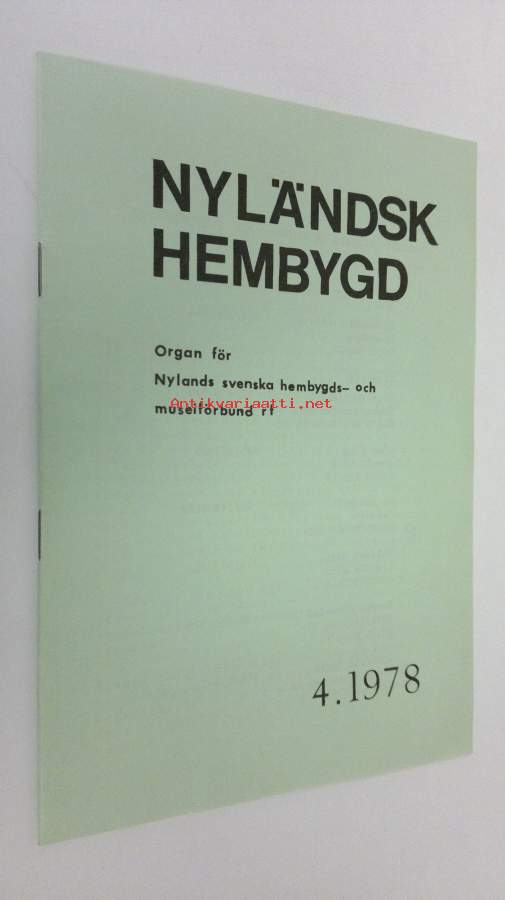 NYLÄNDSK
HEMBYGD
Organ för
Nylands svenska hembygds- och
museiförbund rf
Antikvariaatti.net
4.1978